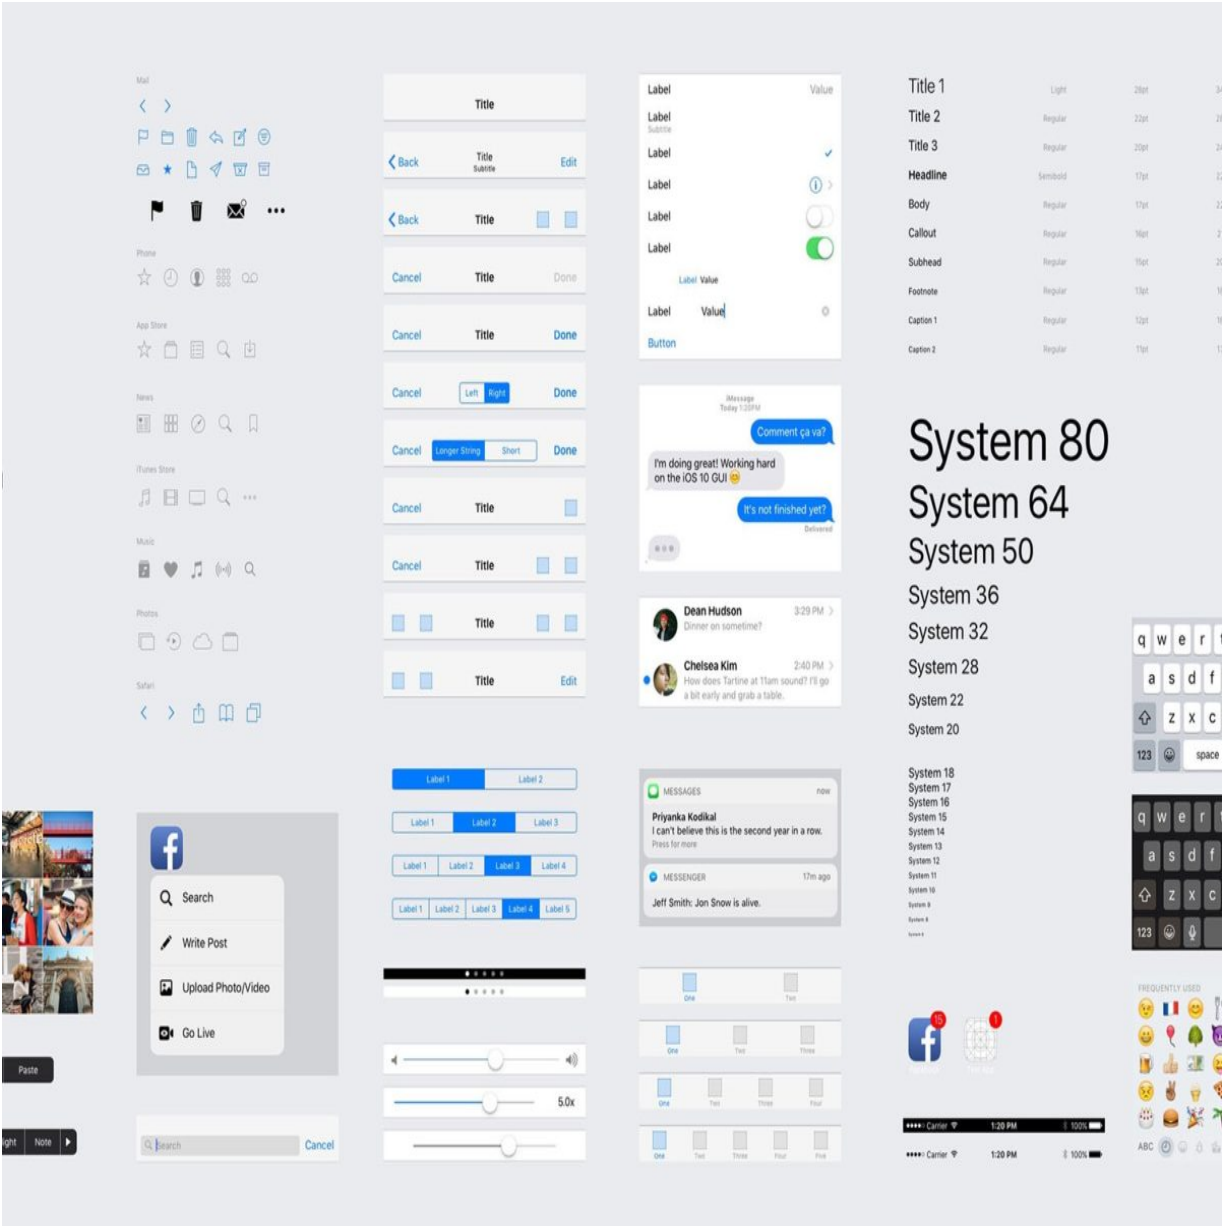 Mail
Phone
App Store
News
iTunes Store
Music
Photos
Safari
Search
Write Post
Upload Photo/Video
Go Live
Paste
Note
Search
Cancel
Title
Back
Title
Subtitle
Edit
Back
Title
Cancel
Title
Done
Cancel
Title
Done
Cancel
Left
Right
Done
Cancel
Longer String
Short
Done
Cancel
Title
Cancel
Title
Title
Title
Edit
Label 1
Label 2
Label 1
Label 2
Label 3
Label 1
Label 2
Label 3
Label 4
Label 1
Label 2
Label 3
Label 4
Label 5
5.0x
Label
Value
Label
Subtitle
Label
Label
Label
Label
Label Value
Label
Value
Button
iMessage
Today 1:20PM
Comment ça va?
I'm doing great! Working hard
on the iOS 10 GUI 😊
It's not finished yet?
Delivered
Dean Hudson
3:29 PM
Dinner on sometime?
Chelsea Kim
2:40 PM
How does Tartine at 11am sound? I'll go
a bit early and grab a table.
MESSAGES
now
Priyanka Kodikal
I can't believe this is the second year in a row.
Press for more
MESSENGER
17m ago
Jeff Smith: Jon Snow is alive.
One
Two
One
Two
Three
One
Two
Three
Four
One
Two
Three
Four
Five
Title 1
Light
28pt
Title 2
Regular
22pt
Title 3
Regular
20pt
Headline
Semibold
17pt
Body
Regular
17pt
Callout
Regular
16pt
Subhead
Regular
15pt
Footnote
Regular
13pt
Caption 1
Regular
12pt
Caption 2
Regular
11pt
System 80
System 64
System 50
System 36
System 32
System 28
System 22
System 20
System 18
System 17
System 16
System 15
System 14
System 13
System 12
System 11
System 10
System 9
System 8
15
1
Carrier
1:20 PM
100%
Carrier
1:20 PM
100%
q w e r
a s d f
z x c
123
space
q w e r
a s d f
z x c
123
FREQUENTLY USED
ABC